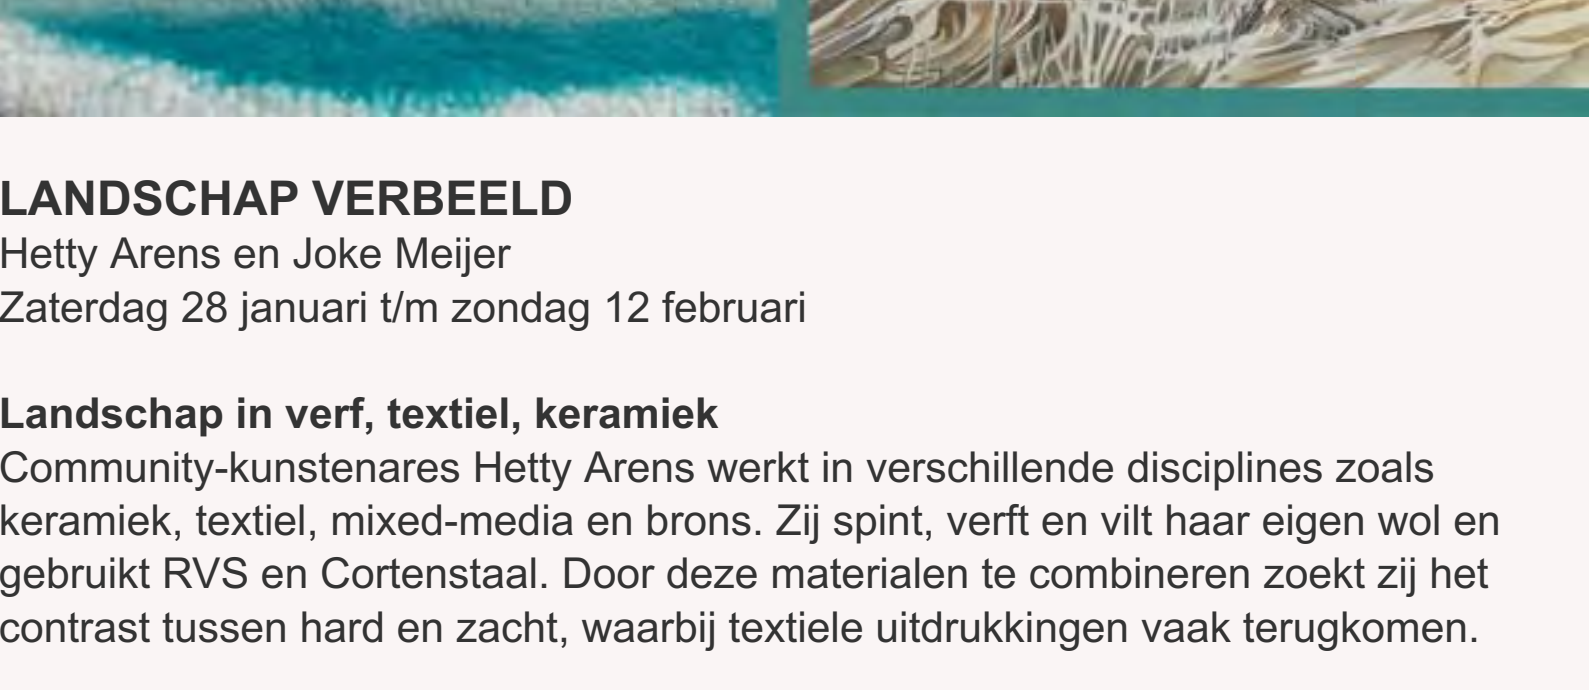 LANDSCHAP VERBEELD
Hetty Arens en Joke Meijer
Zaterdag 28 januari t/m zondag 12 februari
Landschap in verf, textiel, keramiek
Community-kunstenares Hetty Arens werkt in verschillende disciplines zoals
keramiek, textiel, mixed-media en brons. Zij spint, verft en vilt haar eigen wol en
gebruikt RVS en Cortenstaal. Door deze materialen te combineren zoekt zij het
contrast tussen hard en zacht, waarbij textiele uitdrukkingen vaak terugkomen.